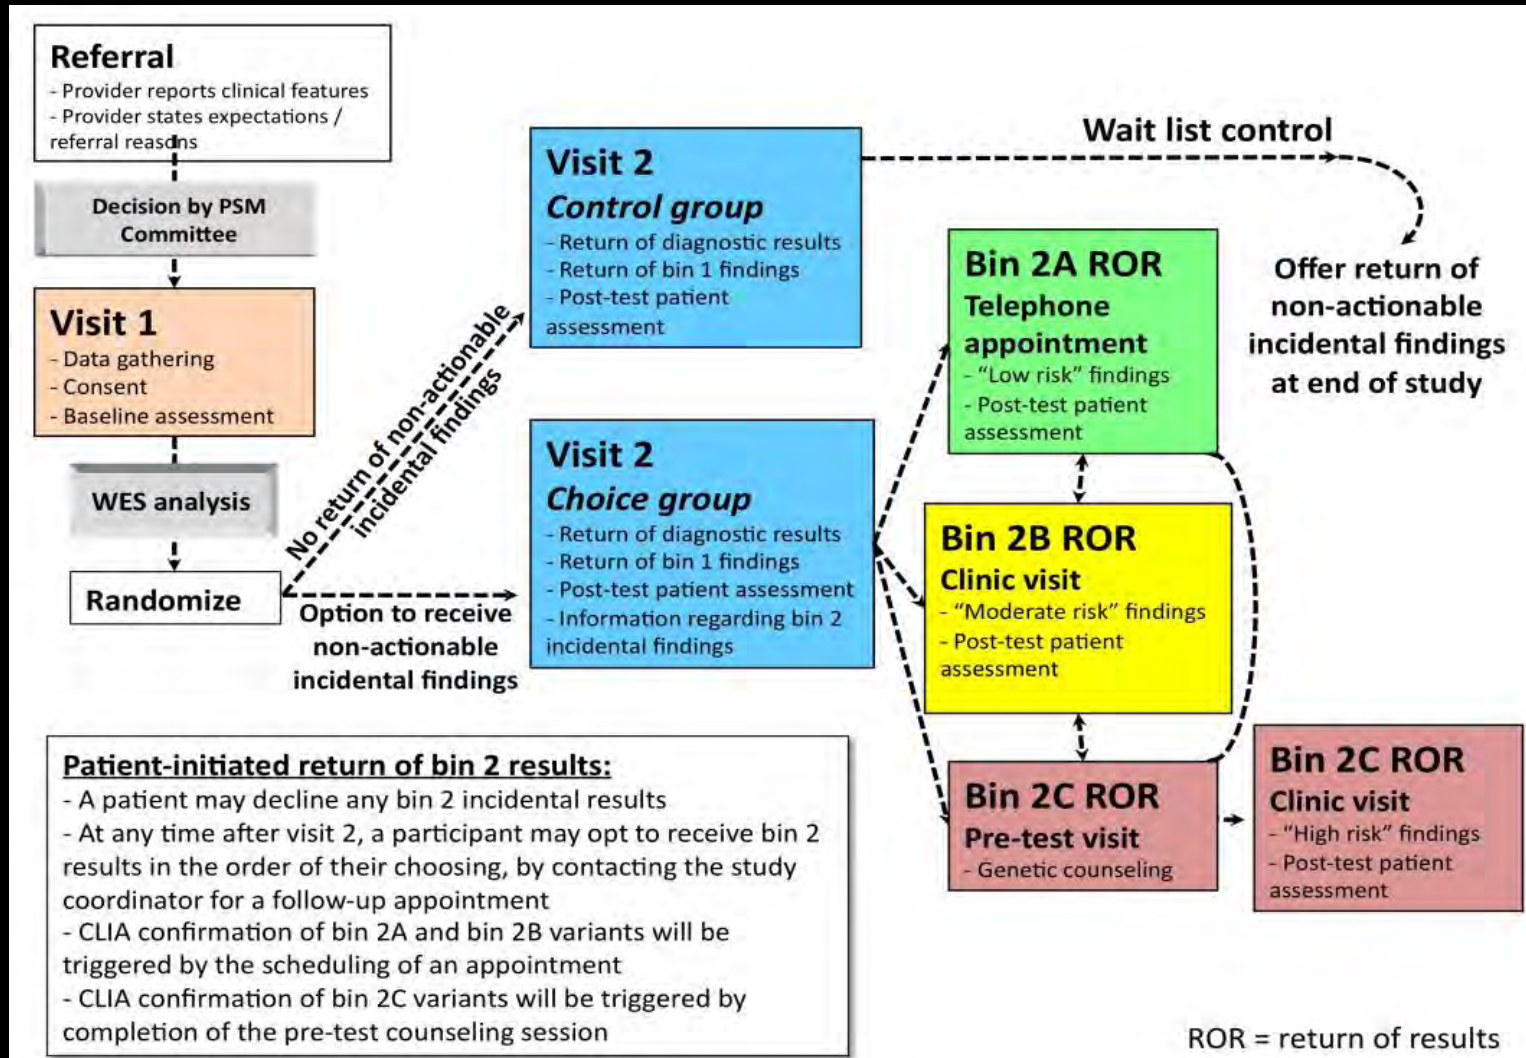 Referral
- Provider reports clinical features
- Provider states expectations /
referral reasons
Decision by PSM
Committee
Visit 1
- Data gathering
- Consent
- Baseline assessment
WES analysis
Randomize
No return of non-actionable
incidental findings
Option to receive
non-actionable
incidental findings
Visit 2
Control group
- Return of diagnostic results
- Return of bin 1 findings
- Post-test patient
assessment
Visit 2
Choice group
- Return of diagnostic results
- Return of bin 1 findings
- Post-test patient assessment
- Information regarding bin 2
incidental findings
Wait list control
Offer return of
non-actionable
incidental findings
at end of study
Bin 2A ROR
Telephone
appointment
- “Low risk” findings
- Post-test patient
assessment
Bin 2B ROR
Clinic visit
- “Moderate risk” findings
- Post-test patient
assessment
Bin 2C ROR
Pre-test visit
- Genetic counseling
Bin 2C ROR
Clinic visit
- “High risk” findings
- Post-test patient
assessment
Patient-initiated return of bin 2 results:
- A patient may decline any bin 2 incidental results
- At any time after visit 2, a participant may opt to receive bin 2
results in the order of their choosing, by contacting the study
coordinator for a follow-up appointment
- CLIA confirmation of bin 2A and bin 2B variants will be
triggered by the scheduling of an appointment
- CLIA confirmation of bin 2C variants will be triggered by
completion of the pre-test counseling session
ROR = return of results